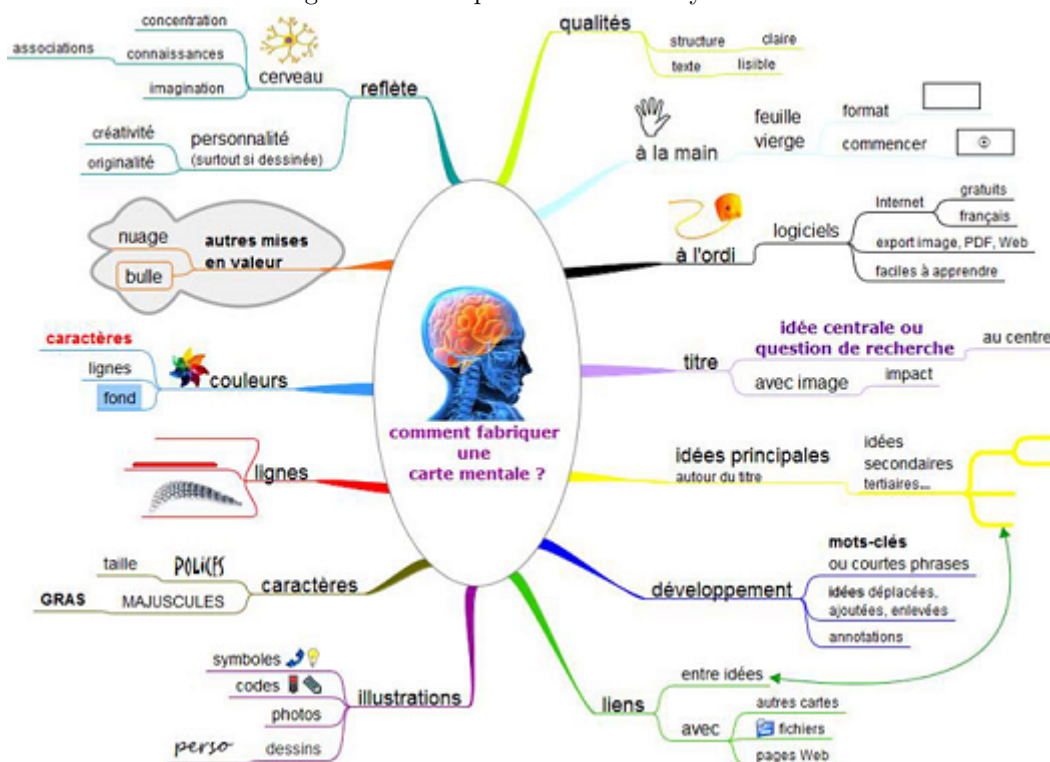 comment fabriquer
une
carte mentale ?
qualités
structure
claire
texte
lisible
à la main
feuille
vierge
format
commencer
à l'ordi
logiciels
Internet
gratuits
français
export image, PDF, Web
faciles à apprendre
titre
idée centrale ou
question de recherche
au centre
avec image
impact
idées principales
autour du titre
idées
secondaires
tertiaires...
développement
mots-clés
ou courtes phrases
idées déplacées,
ajoutées, enlevées
annotations
liens
entre idées
avec
autres cartes
fichiers
pages Web
illustrations
symboles
codes
photos
dessins
perso
caractères
POLICES
taille
MAJUSCULES
GRAS
lignes
couleurs
caractères
lignes
fond
autres mises
en valeur
nuage
bulle
reflète
cerveau
concentration
connaissances
associations
imagination
personnalité
(surtout si dessinée)
créativité
originalité